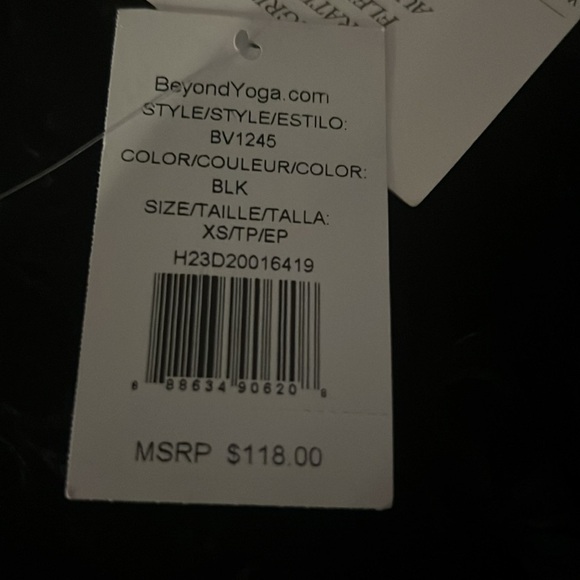 BeyondYoga.com
STYLE/STYLE/ESTILO:
BV1245
COLOR/COULEUR/COLOR:
BLK
SIZE/TAILLE/TALLA:
XS/TP/EP
H23D20016419
6 88634 90620 8
MSRP $118.00